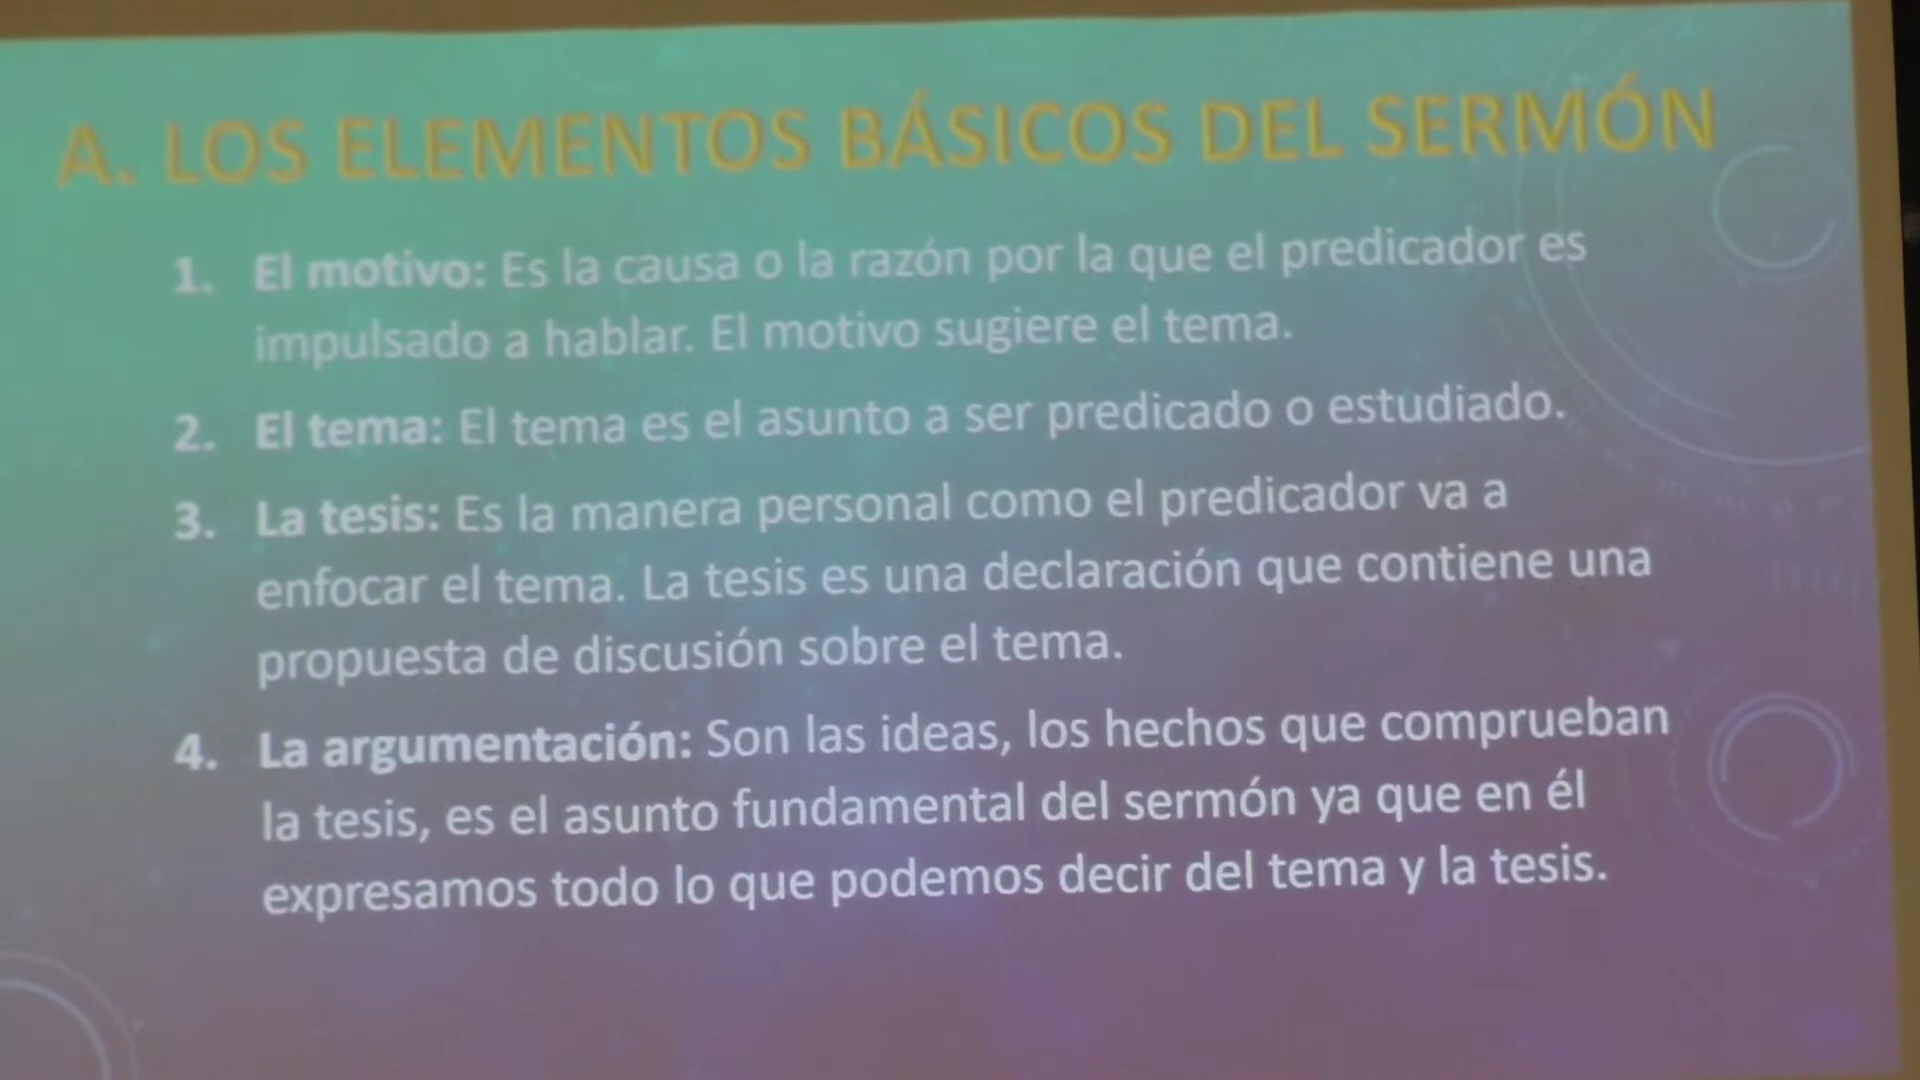 A. LOS ELEMENTOS BÁSICOS DEL SERMÓN
1. El motivo: Es la causa o la razón por la que el predicador es
impulsado a hablar. El motivo sugiere el tema.
2. El tema: El tema es el asunto a ser predicado o estudiado.
3. La tesis: Es la manera personal como el predicador va a
enfocar el tema. La tesis es una declaración que contiene una
propuesta de discusión sobre el tema.
4. La argumentación: Son las ideas, los hechos que comprueban
la tesis, es el asunto fundamental del sermón ya que en él
expresamos todo lo que podemos decir del tema y la tesis.